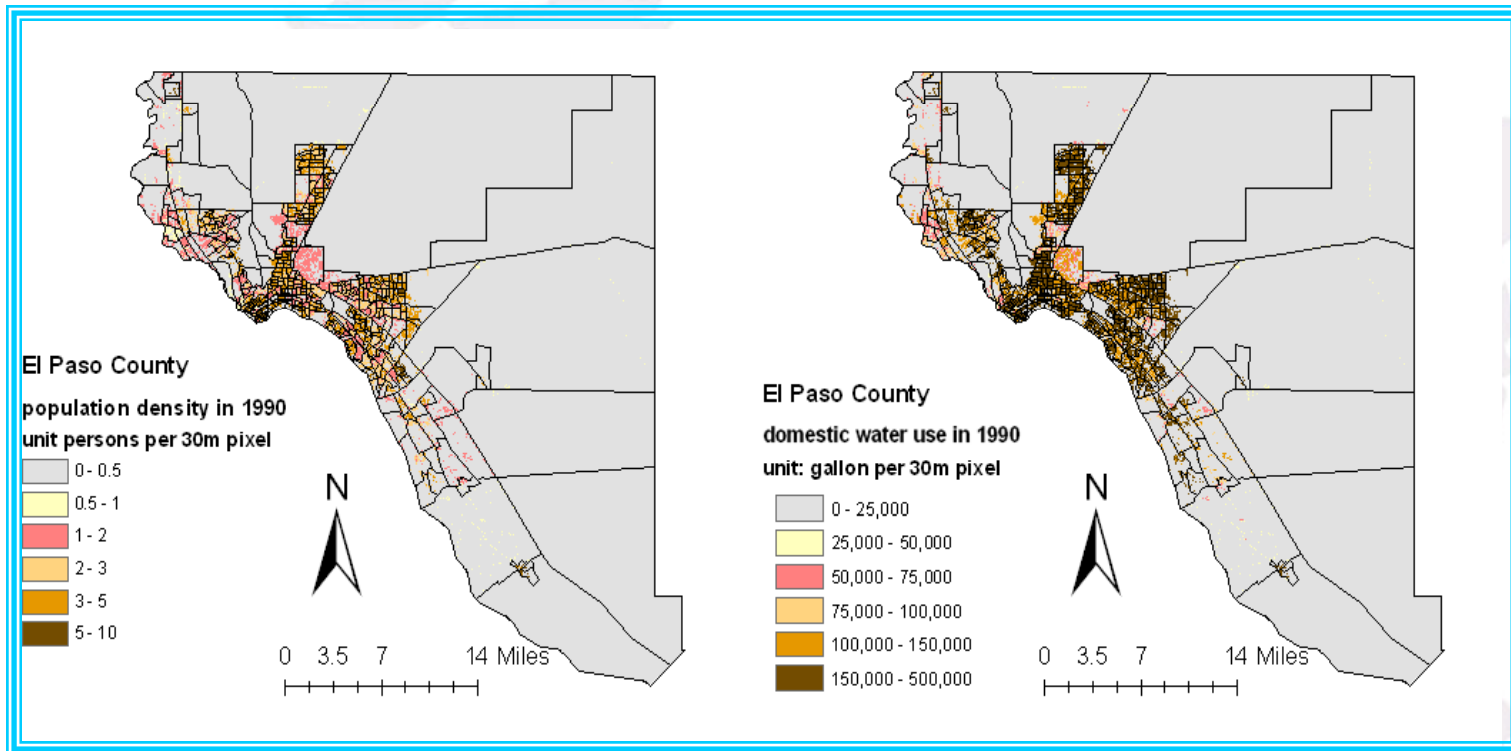 El Paso County
population density in 1990
unit persons per 30m pixel
0 - 0.5
0.5 - 1
1 - 2
2 - 3
3 - 5
5 - 10
N
0 3.5 7 14 Miles
El Paso County
domestic water use in 1990
unit: gallon per 30m pixel
0 - 25,000
25,000 - 50,000
50,000 - 75,000
75,000 - 100,000
100,000 - 150,000
150,000 - 500,000
N
0 3.5 7 14 Miles